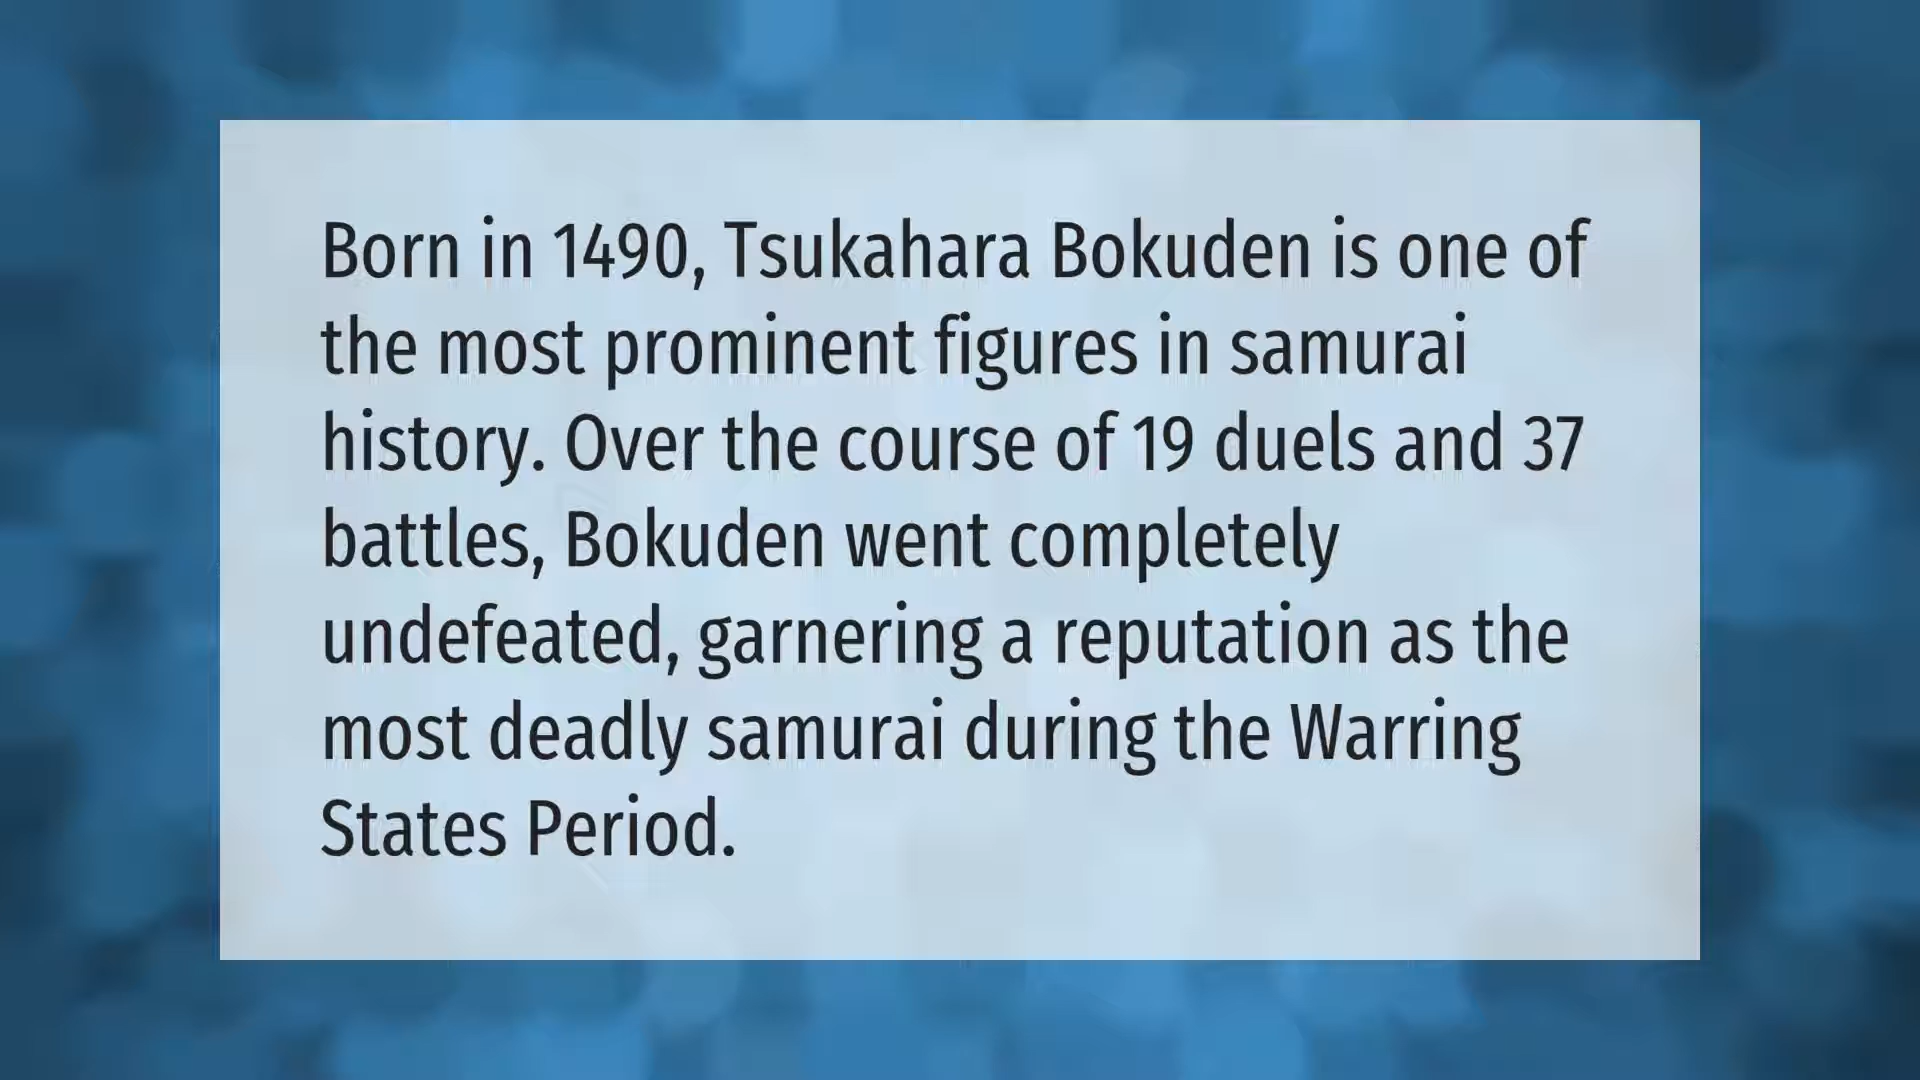 Born in 1490, Tsukahara Bokuden is one of
the most prominent figures in samurai
history. Over the course of 19 duels and 37
battles, Bokuden went completely
undefeated, garnering a reputation as the
most deadly samurai during the Warring
States Period.